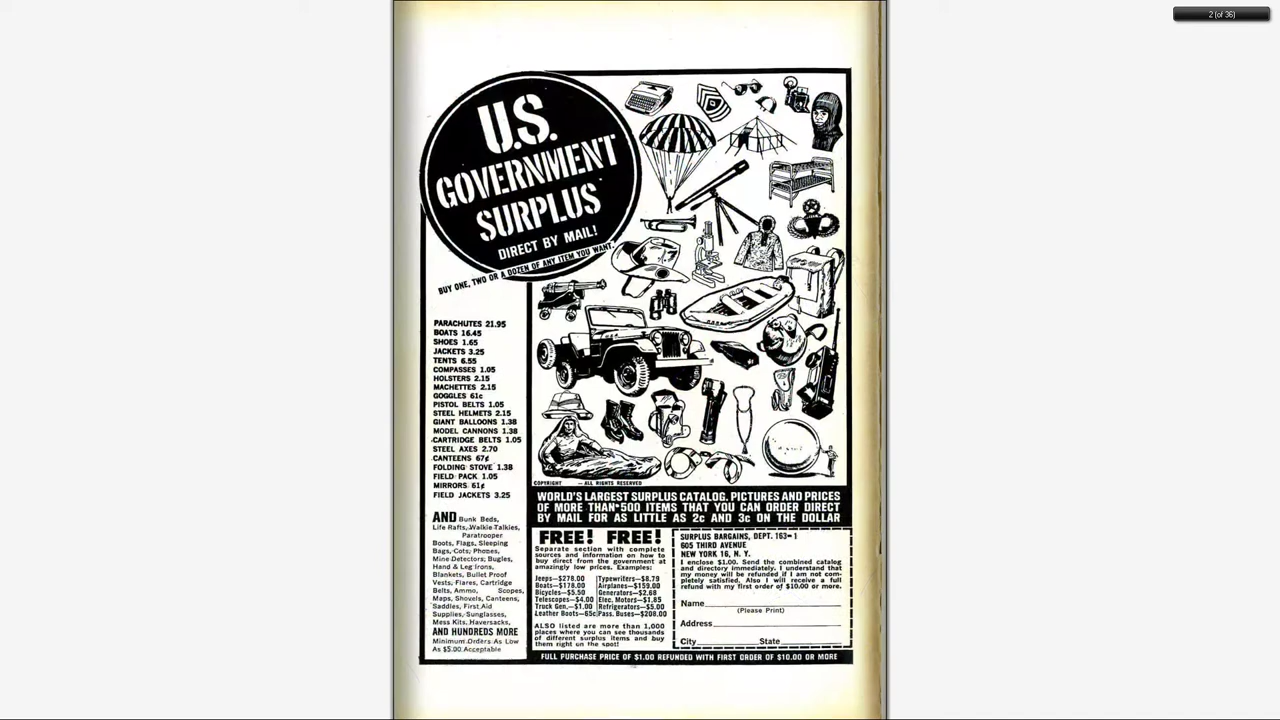 2 (of 36)
U.S.
GOVERNMENT
SURPLUS
DIRECT BY MAIL!
BUY ONE, TWO OR A DOZEN OF ANY ITEM YOU WANT.
PARACHUTES 21.95
BOATS 16.45
SHOES 1.65
JACKETS 3.25
TENTS 6.55
COMPASSES 1.05
HOLSTERS 2.15
MACHETTES 2.15
GOGGLES 61c
PISTOL BELTS 1.05
STEEL HELMETS 2.15
GIANT BALLOONS 1.38
MODEL CANNONS 1.38
CARTRIDGE BELTS 1.05
STEEL AXES 2.70
CANTEENS 67¢
FOLDING STOVE 1.38
FIELD PACK 1.05
MIRRORS 61¢
FIELD JACKETS 3.25
AND Bunk Beds,
Life Rafts, Walkie-Talkies,
Paratrooper
Boots, Flags, Sleeping
Bags, Cots, Phones,
Mine Detectors, Bugles,
Hand & Leg Irons,
Blankets, Bullet Proof
Vests, Flares, Cartridge
Belts, Ammo, Scopes,
Maps, Shovels, Canteens,
Saddles, First Aid
Supplies, Sunglasses,
Mess Kits, Haversacks,
AND HUNDREDS MORE
Minimum Orders As Low
As $5.00 Acceptable
COPYRIGHT — ALL RIGHTS RESERVED
WORLD'S LARGEST SURPLUS CATALOG. PICTURES AND PRICES
OF MORE THAN 500 ITEMS THAT YOU CAN ORDER DIRECT
BY MAIL FOR AS LITTLE AS 2c AND 3c ON THE DOLLAR
FREE! FREE!
Separate section with complete
sources and information on how to
buy direct from the government at
amazingly low prices. Examples:
Jeeps—$278.00
Boats—$178.00
Bicycles—$5.50
Telescopes—$4.00
Truck Gen.—$1.00
Leather Boots—65c
Typewriters—$8.79
Airplanes—$159.00
Generators—$2.68
Elec. Motors—$1.85
Refrigerators—$5.00
Pass. Buses—$208.00
ALSO listed are more than 1,000
places where you can see thousands
of different surplus items and buy
them right on the spot!
SURPLUS BARGAINS, DEPT. 163-1
605 THIRD AVENUE
NEW YORK 16, N. Y.
I enclose $1.00. Send the combined catalog
and directory immediately. I understand that
my money will be refunded if I am not com-
pletely satisfied. Also I will receive a full
refund with my first order of $10.00 or more.
Name
(Please Print)
Address
City State
FULL PURCHASE PRICE OF $1.00 REFUNDED WITH FIRST ORDER OF $10.00 OR MORE